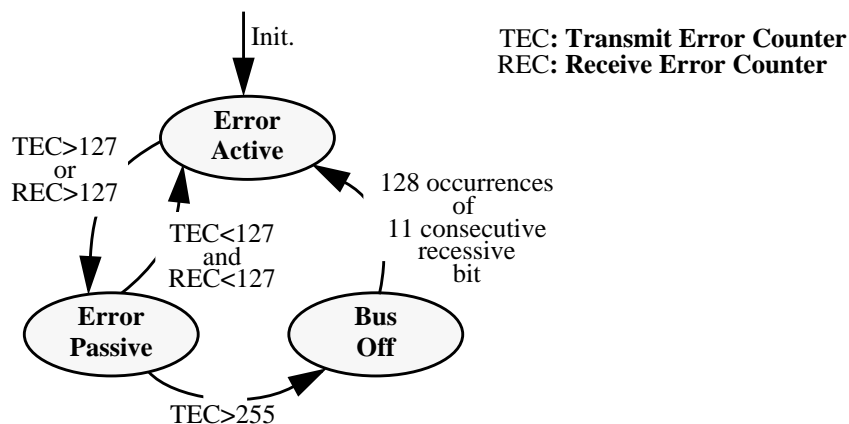 Init.
TEC: Transmit Error Counter
REC: Receive Error Counter
Error
Active
TEC>127
or
REC>127
128 occurrences
of
11 consecutive
recessive
bit
TEC<127
and
REC<127
Error
Passive
Bus
Off
TEC>255